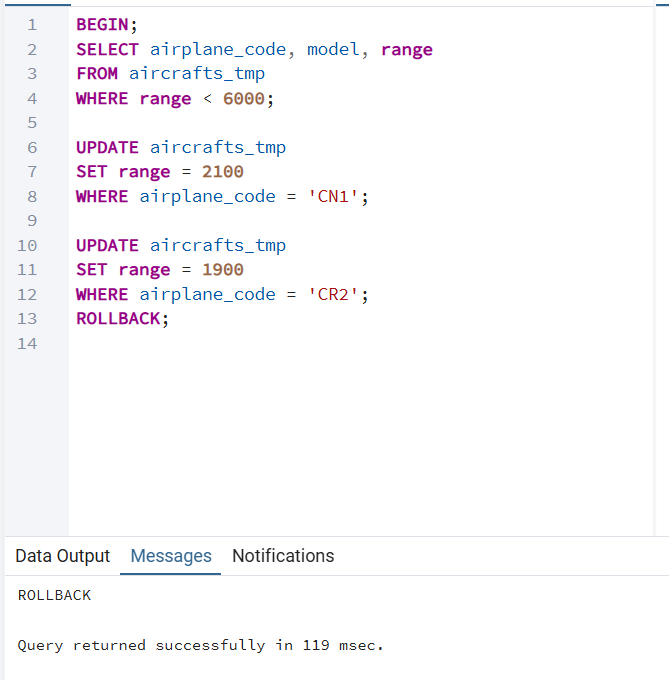 1 BEGIN;
2 SELECT airplane_code, model, range
3 FROM aircrafts_tmp
4 WHERE range < 6000;
5
6 UPDATE aircrafts_tmp
7 SET range = 2100
8 WHERE airplane_code = 'CN1';
9
10 UPDATE aircrafts_tmp
11 SET range = 1900
12 WHERE airplane_code = 'CR2';
13 ROLLBACK;
14
Data Output Messages Notifications
ROLLBACK
Query returned successfully in 119 msec.